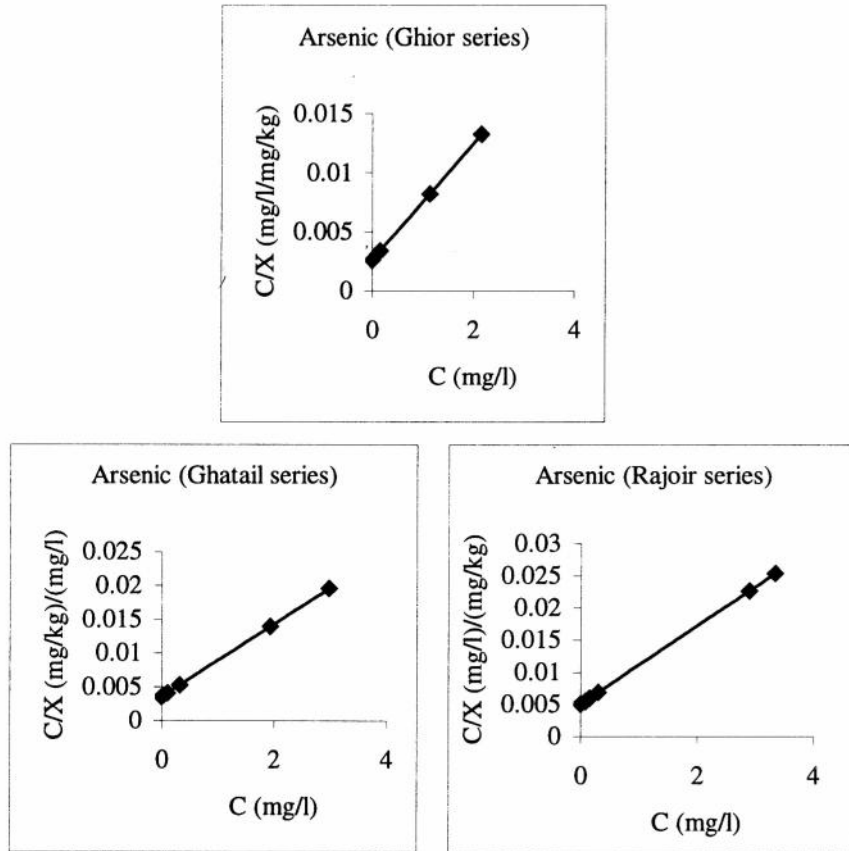 Arsenic (Ghior series)
C/X (mg/l/mg/kg)
0.015
0.01
0.005
0
0 2 4
C (mg/l)
Arsenic (Ghatail series)
C/X (mg/kg)/(mg/l)
0.025
0.02
0.015
0.01
0.005
0
0 2 4
C (mg/l)
Arsenic (Rajoir series)
C/X (mg/l)/(mg/kg)
0.03
0.025
0.02
0.015
0.01
0.005
0
0 2 4
C (mg/l)